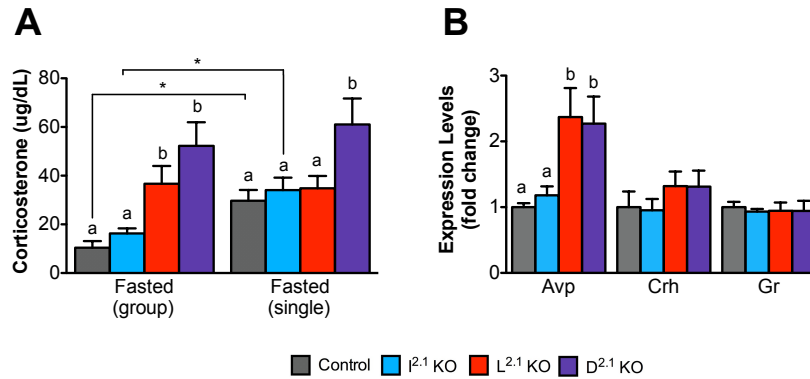 A
Corticosterone (ug/dL)
80
60
40
20
0
*
*
a
a
b
b
a
a
a
b
Fasted
(group)
Fasted
(single)
B
Expression Levels
(fold change)
3
2
1
0
a
a
b
b
Avp
Crh
Gr
Control
I2.1 KO
L2.1 KO
D2.1 KO